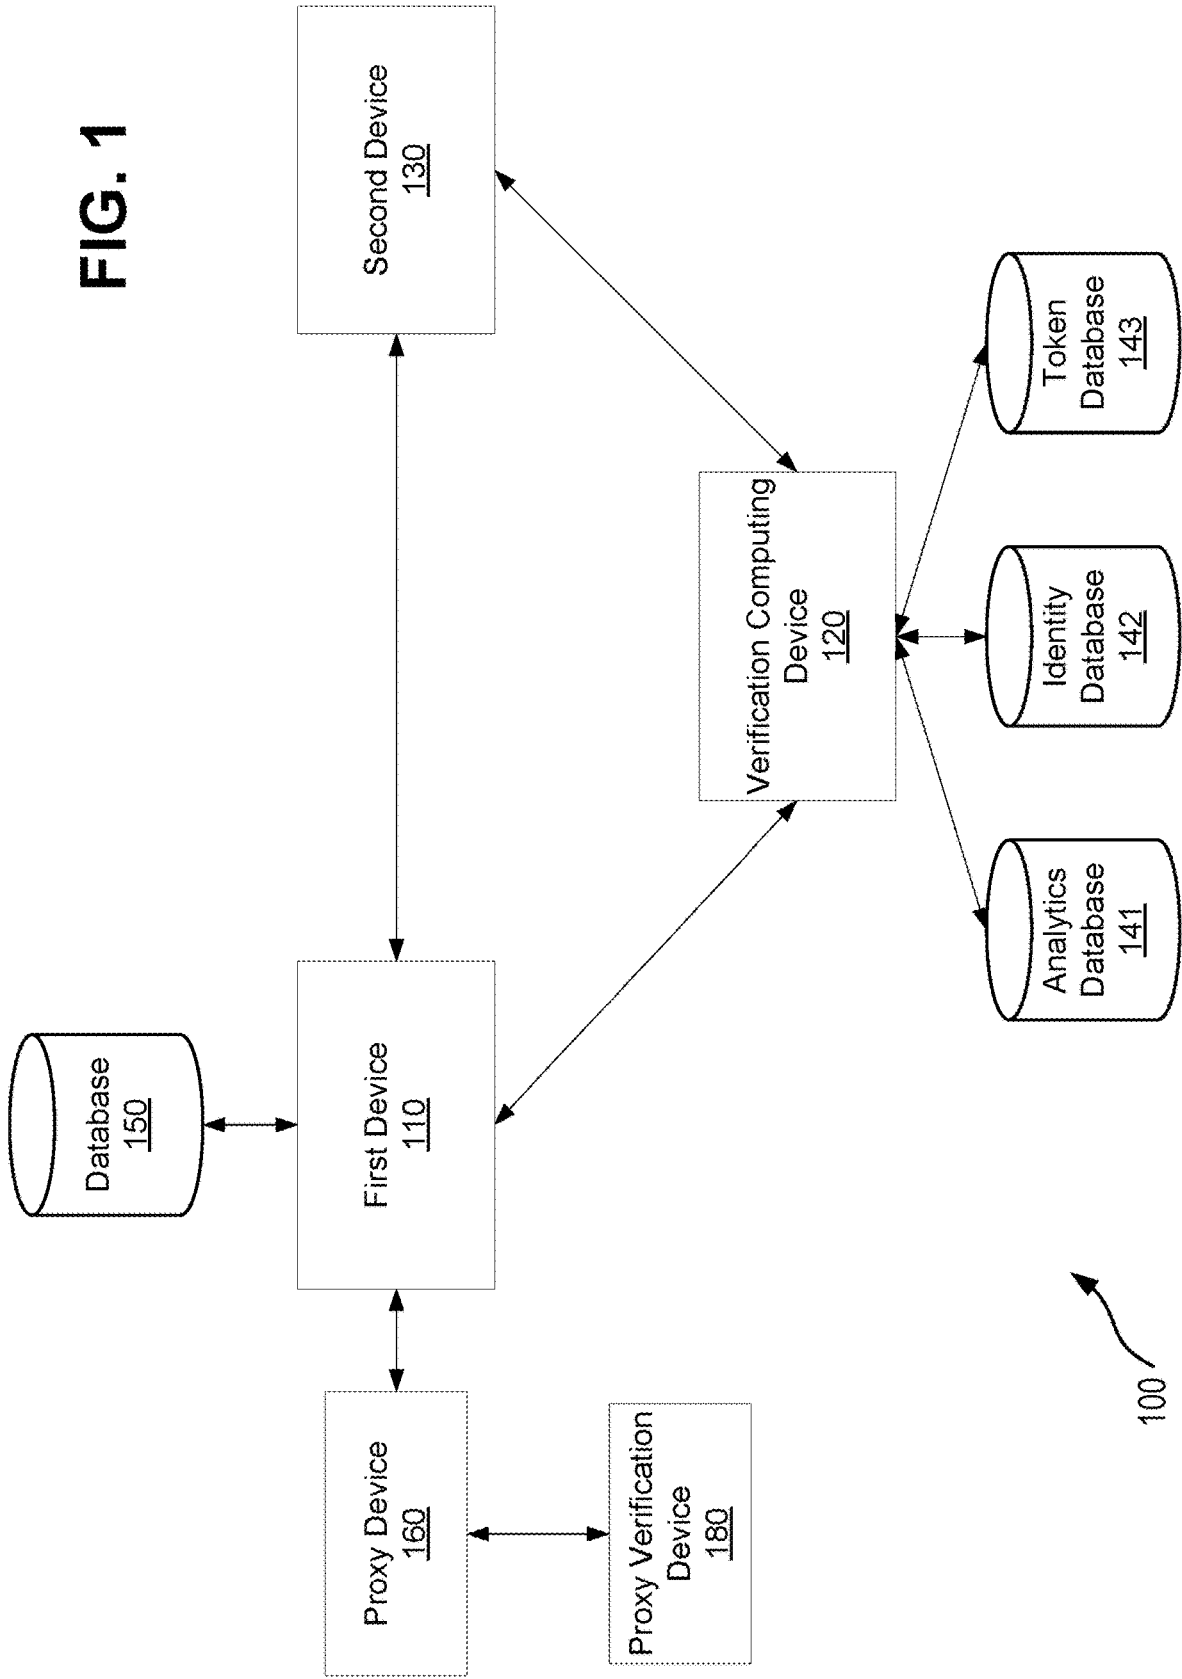 FIG. 1
Database
150
Proxy Device
160
First Device
110
Second Device
130
Proxy Verification
Device
180
Verification Computing
Device
120
Analytics
Database
141
Identity
Database
142
Token
Database
143
100